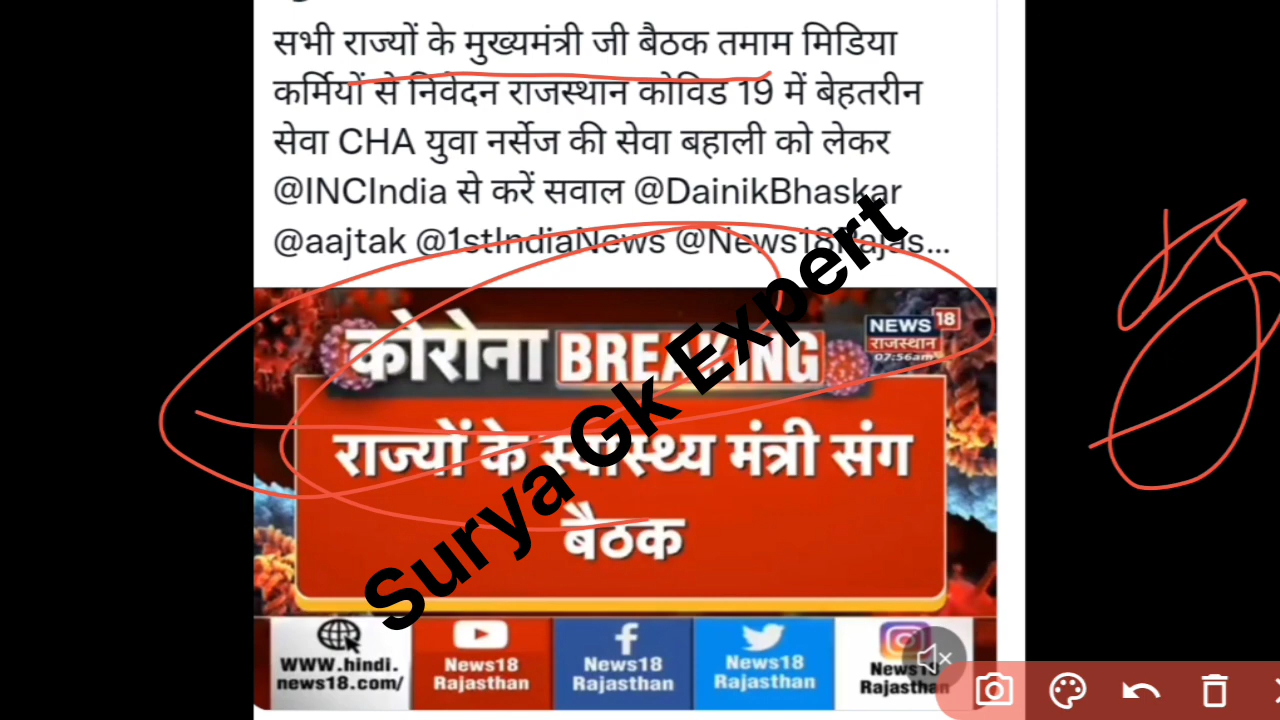 सभी राज्यों के मुख्यमंत्री जी बैठक तमाम मिडिया
कर्मियों से निवेदन राजस्थान कोविड 19 में बेहतरीन
सेवा CHA युवा नर्सेज की सेवा बहाली को लेकर
@INCIndia से करें सवाल @DainikBhaskar
@aajtak @1stIndiaNews @News18Rajas...
कोरोना BREAKING
NEWS 18
राजस्थान
07:56am
राज्यों के स्वास्थ्य मंत्री संग
बैठक
Surya Gk Expert
WWW.hindi.
news18.com/
News18
Rajasthan
News18
Rajasthan
News18
Rajasthan
News18
Rajasthan